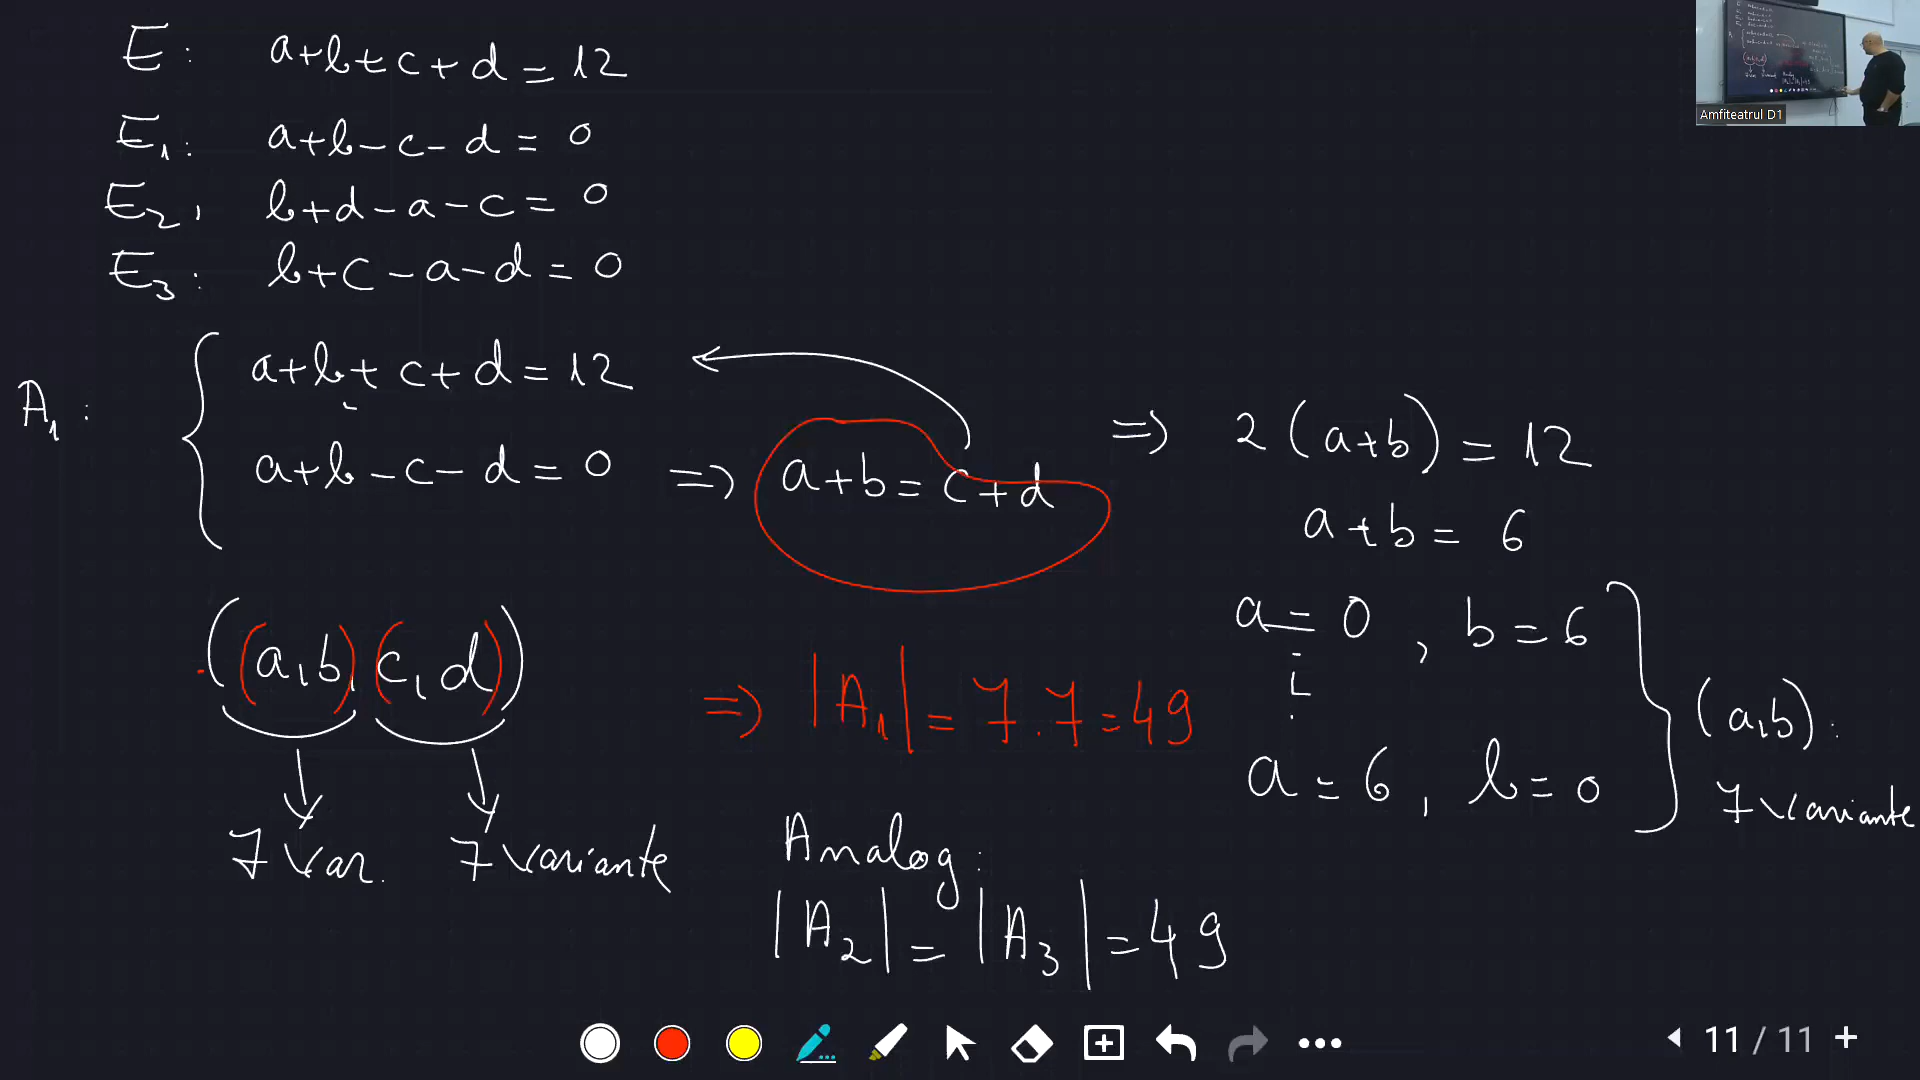 E: a+b+c+d=12
E₁: a+b-c-d=0
E₂, b+d-a-c=0
E₃: b+c-a-d=0
A₁: { a+b+c+d=12
a+b-c-d=0 => a+b=c+d => 2(a+b)=12
a+b=6
a=0, b=6
a=6, b=0
(a,b):
7 variante
((a,b),(c,d))
7 var. 7 variante
=> |A₁|=7.7=49
Analog:
|A₂|=|A₃|=49
Amfiteatrul D1
11 / 11